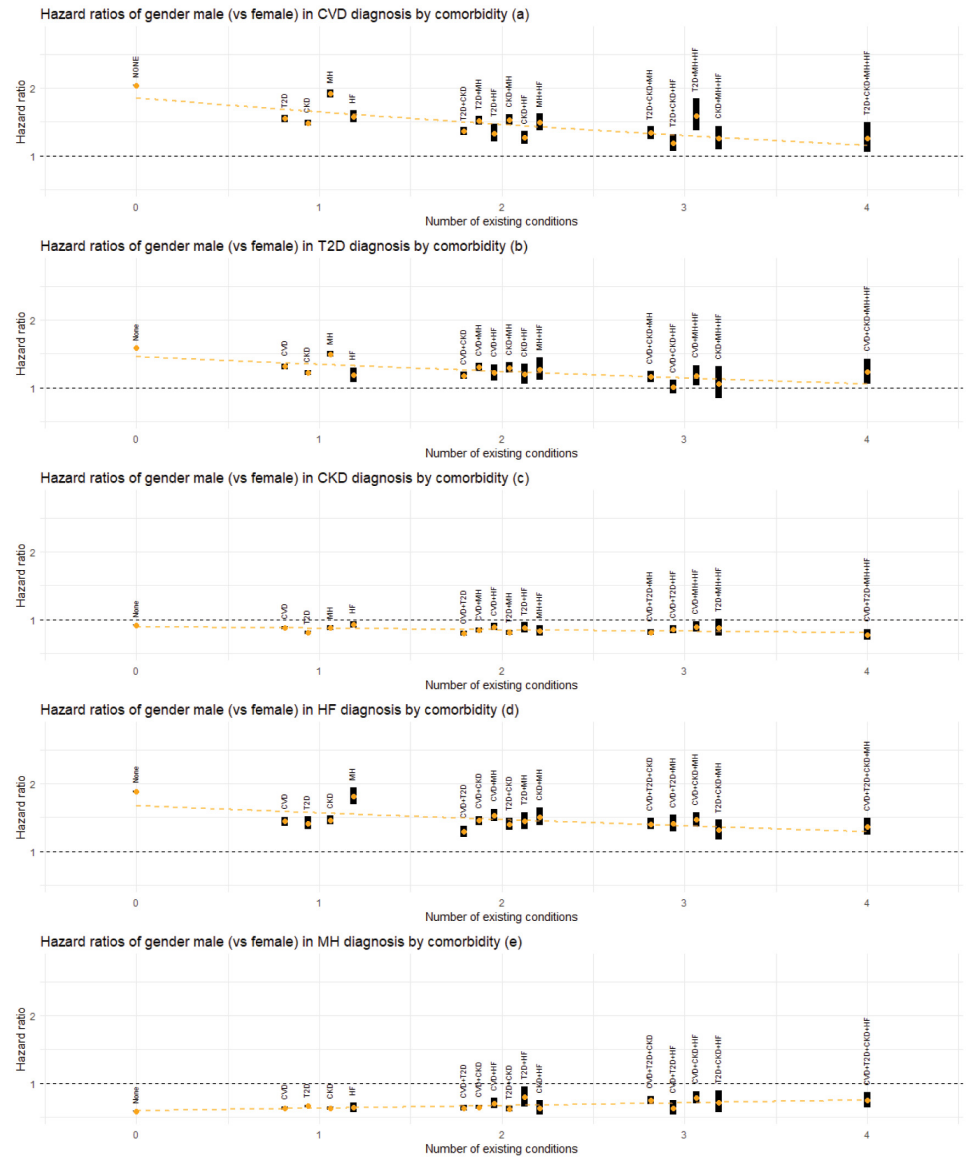 Hazard ratios of gender male (vs female) in CVD diagnosis by comorbidity (a)
Hazard ratio
2
1
NONE
T2D
CKD
MH
HF
T2D+CKD
T2D+MH
T2D+HF
CKD+MH
CKD+HF
MH+HF
T2D+CKD+MH
T2D+CKD+HF
T2D+MH+HF
CKD+MH+HF
T2D+CKD+MH+HF
0 1 2 3 4
Number of existing conditions
Hazard ratios of gender male (vs female) in T2D diagnosis by comorbidity (b)
Hazard ratio
2
1
None
CVD
CKD
MH
HF
CVD+CKD
CVD+MH
CVD+HF
CKD+MH
CKD+HF
MH+HF
CVD+CKD+MH
CVD+CKD+HF
CVD+MH+HF
CKD+MH+HF
CVD+CKD+MH+HF
0 1 2 3 4
Number of existing conditions
Hazard ratios of gender male (vs female) in CKD diagnosis by comorbidity (c)
Hazard ratio
2
1
None
CVD
T2D
MH
HF
CVD+T2D
CVD+MH
CVD+HF
T2D+MH
T2D+HF
MH+HF
CVD+T2D+MH
CVD+T2D+HF
CVD+MH+HF
T2D+MH+HF
CVD+T2D+MH+HF
0 1 2 3 4
Number of existing conditions
Hazard ratios of gender male (vs female) in HF diagnosis by comorbidity (d)
Hazard ratio
2
1
None
CVD
T2D
CKD
MH
CVD+T2D
CVD+CKD
CVD+MH
T2D+CKD
T2D+MH
CKD+MH
CVD+T2D+CKD
CVD+T2D+MH
CVD+CKD+MH
T2D+CKD+MH
CVD+T2D+CKD+MH
0 1 2 3 4
Number of existing conditions
Hazard ratios of gender male (vs female) in MH diagnosis by comorbidity (e)
Hazard ratio
2
1
None
CVD
T2D
CKD
HF
CVD+T2D
CVD+CKD
CVD+HF
T2D+CKD
T2D+HF
CKD+HF
CVD+T2D+CKD
CVD+T2D+HF
CVD+CKD+HF
T2D+CKD+HF
CVD+T2D+CKD+HF
0 1 2 3 4
Number of existing conditions